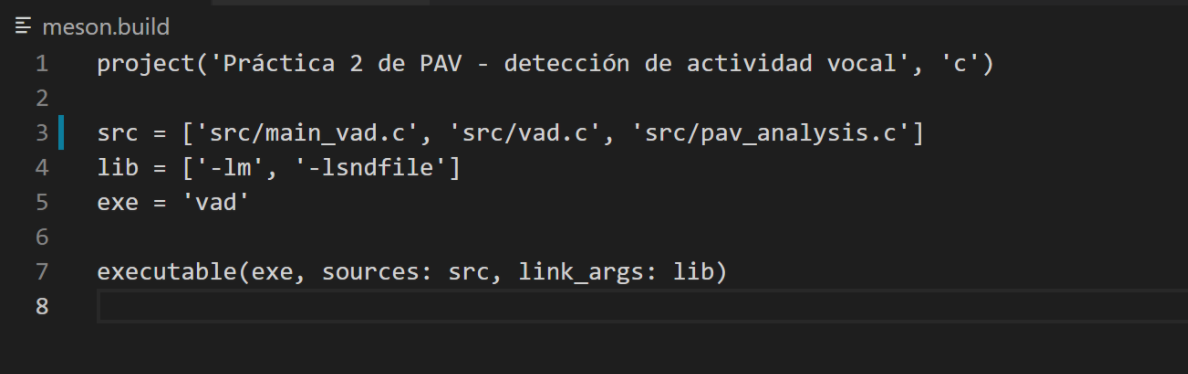 meson.build
1 project('Práctica 2 de PAV - detección de actividad vocal', 'c')
2
3 src = ['src/main_vad.c', 'src/vad.c', 'src/pav_analysis.c']
4 lib = ['-lm', '-lsndfile']
5 exe = 'vad'
6
7 executable(exe, sources: src, link_args: lib)
8